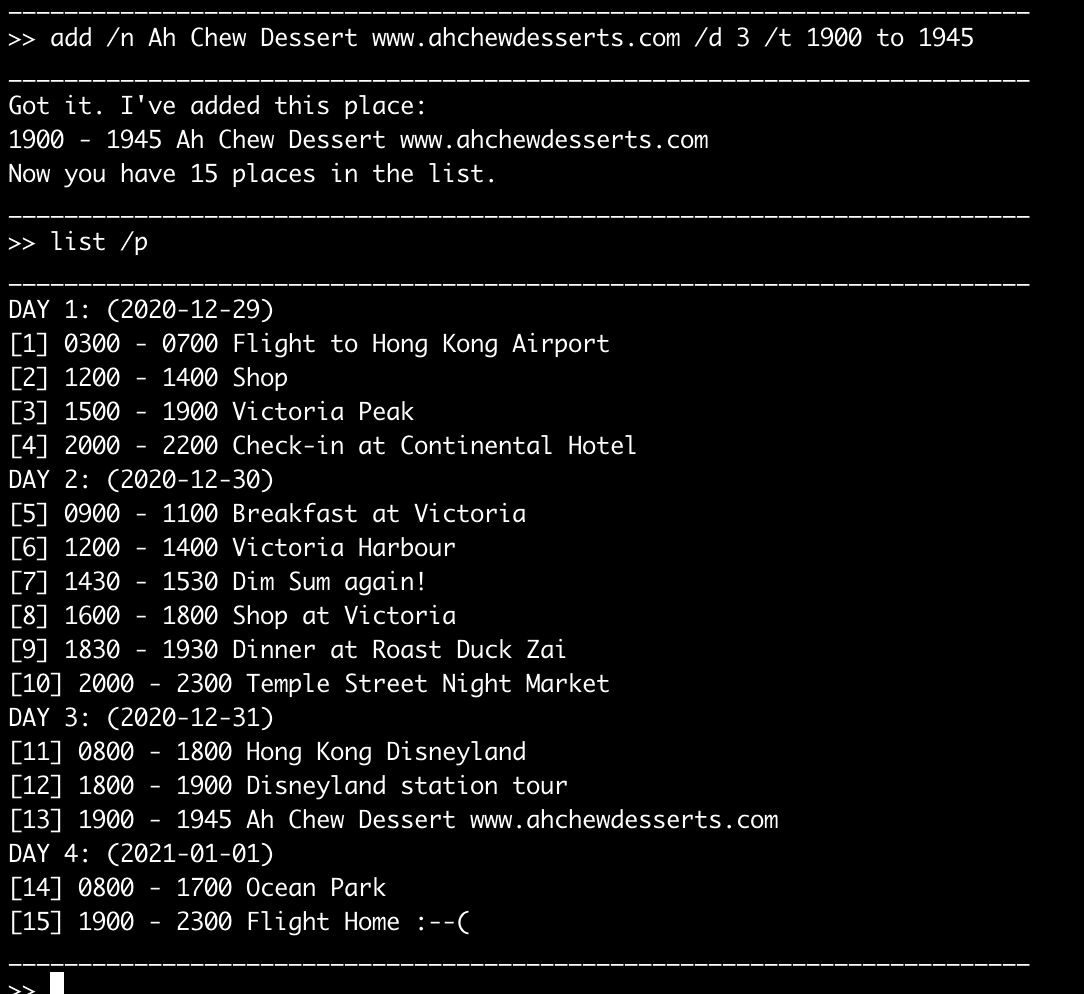 >> add /n Ah Chew Dessert www.ahchewdesserts.com /d 3 /t 1900 to 1945
Got it. I've added this place:
1900 - 1945 Ah Chew Dessert www.ahchewdesserts.com
Now you have 15 places in the list.
>> list /p
DAY 1: (2020-12-29)
[1] 0300 - 0700 Flight to Hong Kong Airport
[2] 1200 - 1400 Shop
[3] 1500 - 1900 Victoria Peak
[4] 2000 - 2200 Check-in at Continental Hotel
DAY 2: (2020-12-30)
[5] 0900 - 1100 Breakfast at Victoria
[6] 1200 - 1400 Victoria Harbour
[7] 1430 - 1530 Dim Sum again!
[8] 1600 - 1800 Shop at Victoria
[9] 1830 - 1930 Dinner at Roast Duck Zai
[10] 2000 - 2300 Temple Street Night Market
DAY 3: (2020-12-31)
[11] 0800 - 1800 Hong Kong Disneyland
[12] 1800 - 1900 Disneyland station tour
[13] 1900 - 1945 Ah Chew Dessert www.ahchewdesserts.com
DAY 4: (2021-01-01)
[14] 0800 - 1700 Ocean Park
[15] 1900 - 2300 Flight Home :--(
>>